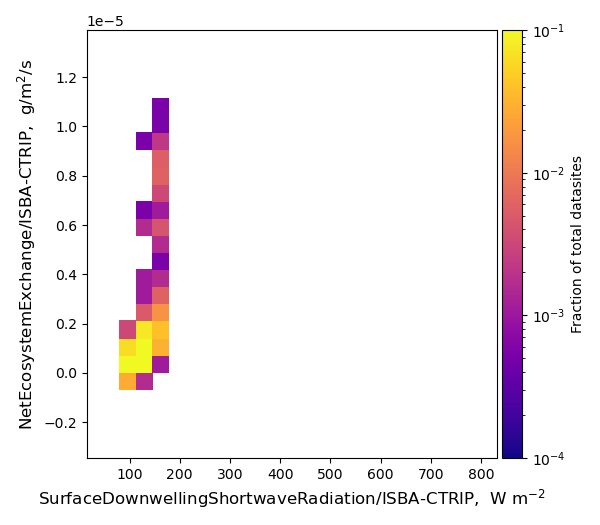 1e−5
1.2
1.0
0.8
0.6
0.4
0.2
0.0
−0.2
NetEcosystemExchange/ISBA-CTRIP, g/m²/s
100 200 300 400 500 600 700 800
SurfaceDownwellingShortwaveRadiation/ISBA-CTRIP, W m⁻²
10⁻¹
10⁻²
10⁻³
10⁻⁴
Fraction of total datasites